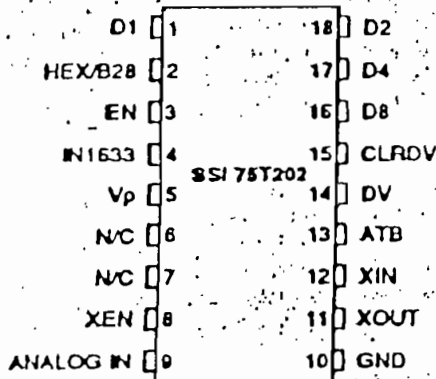 D1 1 18 D2
HEX/B28 2 17 D4
EN 3 16 D8
IN1633 4 15 CLRDV
SSI 75T202
Vp 5 14 DV
N/C 6 13 ATB
N/C 7 12 XIN
XEN 8 11 XOUT
ANALOG IN 9 10 GND